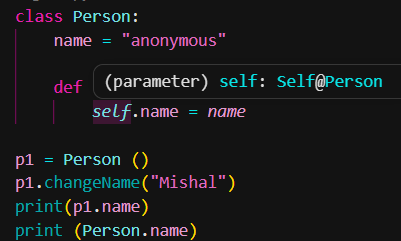 class Person:
    name = "anonymous"
    def
(parameter) self: Self@Person
        self.name = name
p1 = Person ()
p1.changeName("Mishal")
print(p1.name)
print (Person.name)